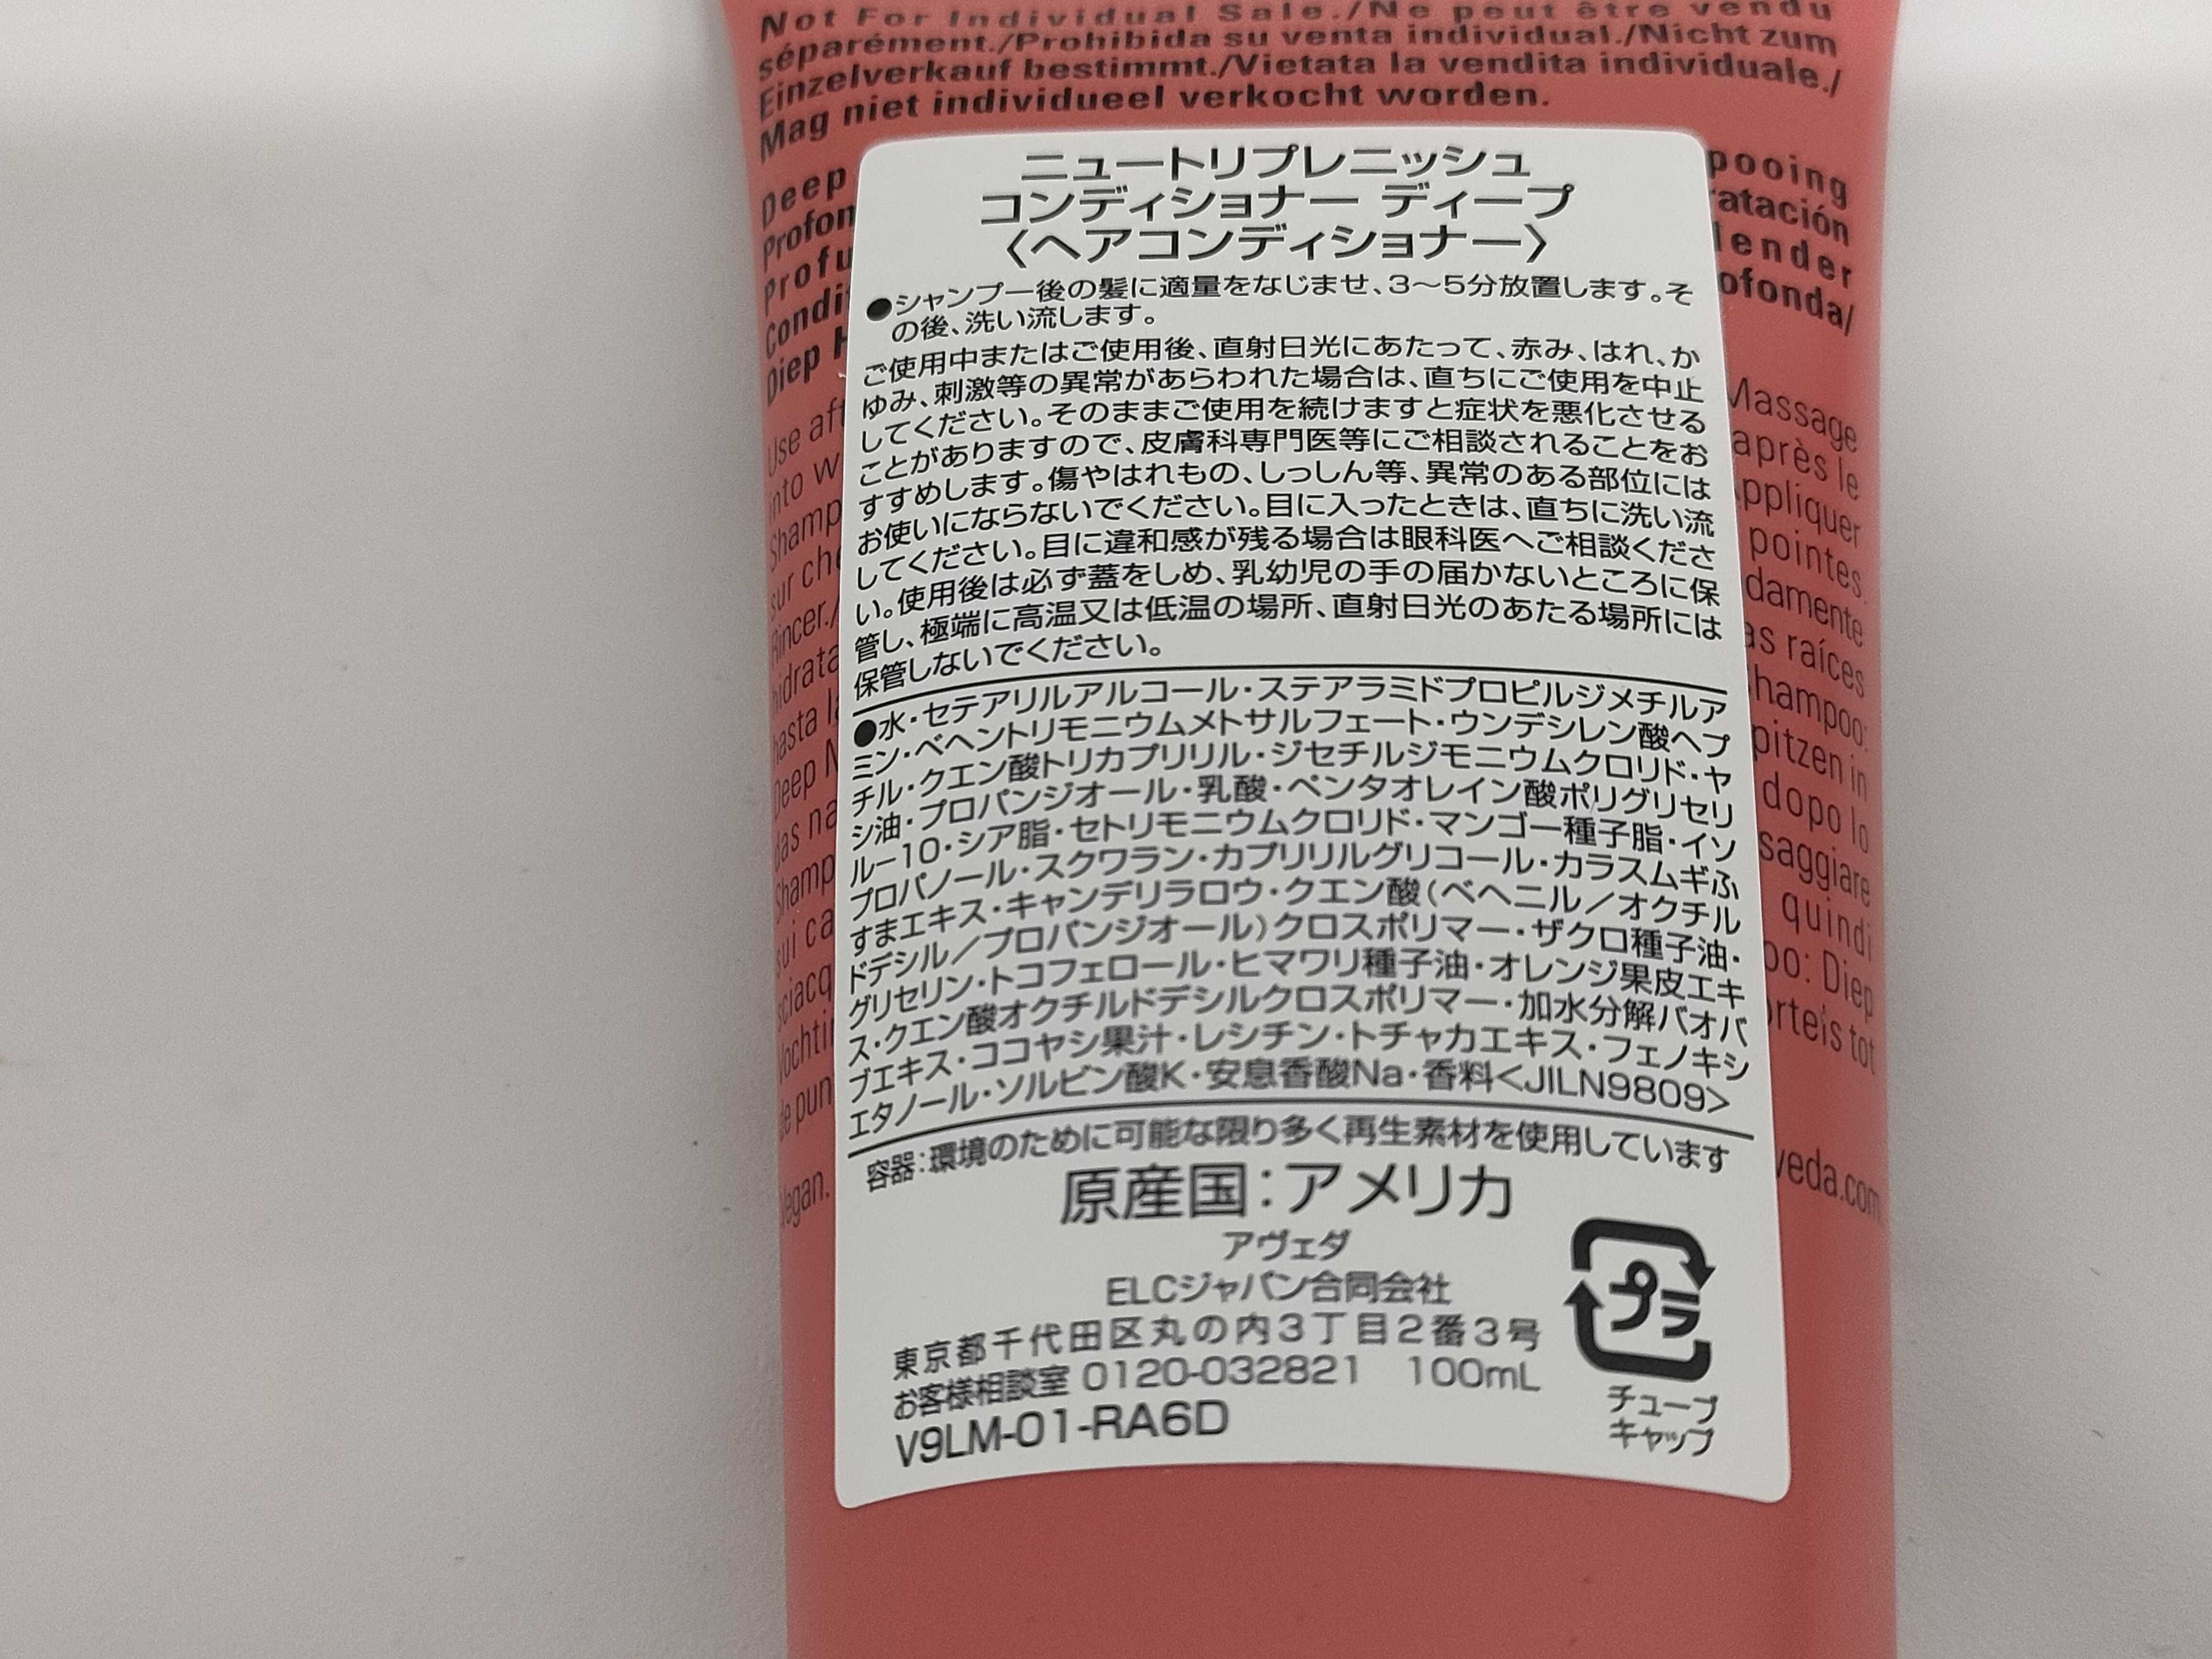 Not For Individual Sale./Ne peut être vendu
séparément./Prohibida su venta individual./Nicht zum
Einzelverkauf bestimmt./Vietata la vendita individuale./
Mag niet individueel verkocht worden.
Deep
pooing
ratación
ofonda/
Diep
ニュートリプレニッシュ
コンディショナー ディープ
〈ヘアコンディショナー〉
●シャンプー後の髪に適量をなじませ、3〜5分放置します。そ
の後、洗い流します。
ご使用中またはご使用後、直射日光にあたって、赤み、はれ、か
ゆみ、刺激等の異常があらわれた場合は、直ちにご使用を中止
してください。そのままご使用を続けますと症状を悪化させる
ことがありますので、皮膚科専門医等にご相談されることをお
すすめします。傷やはれもの、しっしん等、異常のある部位には
お使いにならないでください。目に入ったときは、直ちに洗い流
してください。目に違和感が残る場合は眼科医へご相談くださ
い。使用後は必ず蓋をしめ、乳幼児の手の届かないところに保
管し、極端に高温又は低温の場所、直射日光のあたる場所には
保管しないでください。
●水・セテアリルアルコール・ステアラミドプロピルジメチルア
ミン・ベヘントリモニウムメトサルフェート・ウンデシレン酸ヘプ
チル・クエン酸トリカプリリル・ジセチルジモニウムクロリド・ヤ
シ油・プロパンジオール・乳酸・ペンタオレイン酸ポリグリセリ
ル−10・シア脂・セトリモニウムクロリド・マンゴー種子脂・イソ
プロパノール・スクワラン・カプリリルグリコール・カラスムギふ
すまエキス・キャンデリラロウ・クエン酸(ベヘニル/オクチル
ドデシル/プロパンジオール)クロスポリマー・ザクロ種子油・
グリセリン・トコフェロール・ヒマワリ種子油・オレンジ果皮エキ
ス・クエン酸オクチルドデシルクロスポリマー・加水分解バオバ
ブエキス・ココヤシ果汁・レシチン・トチャカエキス・フェノキシ
エタノール・ソルビン酸K・安息香酸Na・香料<JILN9809>
容器:環境のために可能な限り多く再生素材を使用しています
原産国:アメリカ
アヴェダ
ELCジャパン合同会社
東京都千代田区丸の内3丁目2番3号
お客様相談室 0120-032821 100mL
V9LM-01-RA6D
プラ
チューブ
キャップ
Use
Massage
into
après le
Appliquer
sur
pointes.
Rincer./
damente
as raíces
hasta
Shampoo:
Deep
pitzen in
das
dopo lo
saggiare
sui
quindi
Diep
tot
de
Vegan.
veda.com